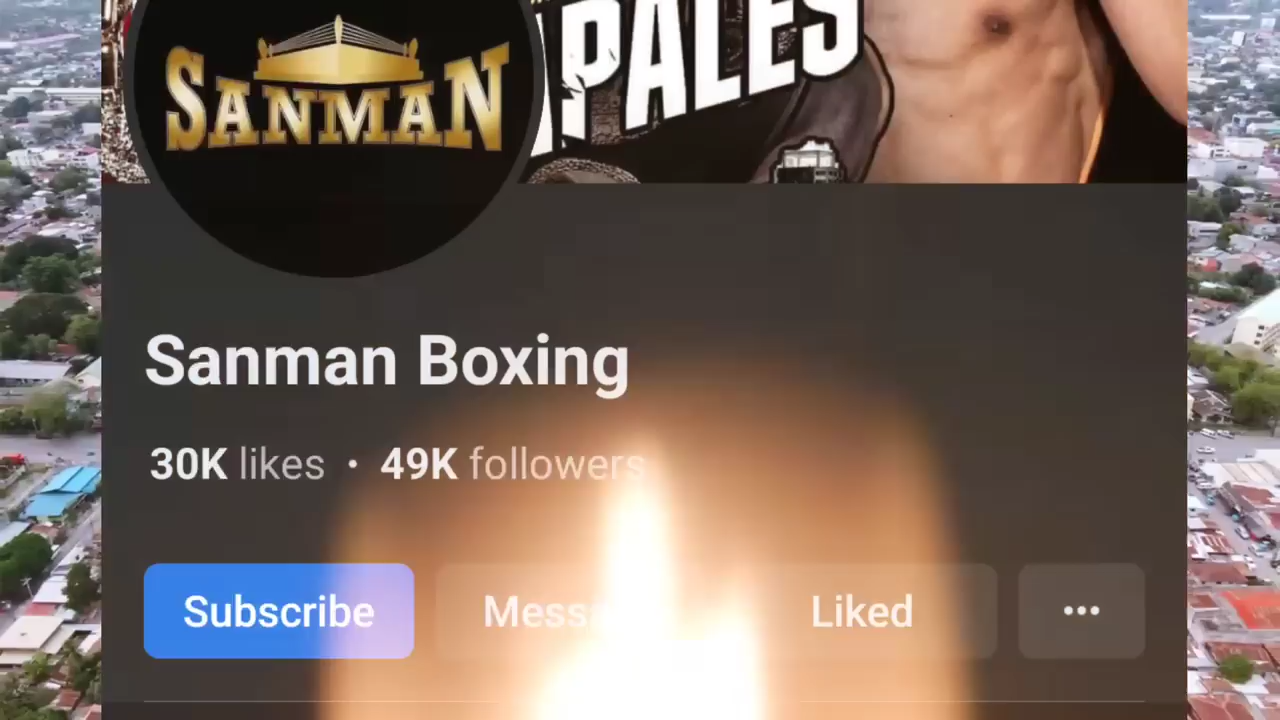 PALES
SANMAN
Sanman Boxing
30K likes • 49K followers
Subscribe
Liked
•••